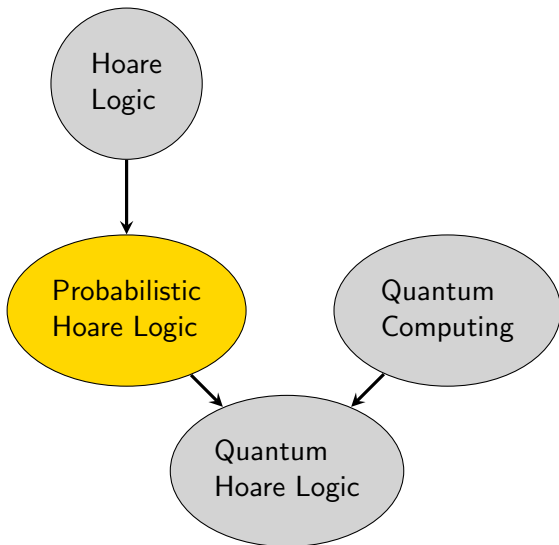 Hoare
Logic
Probabilistic
Hoare Logic
Quantum
Computing
Quantum
Hoare Logic